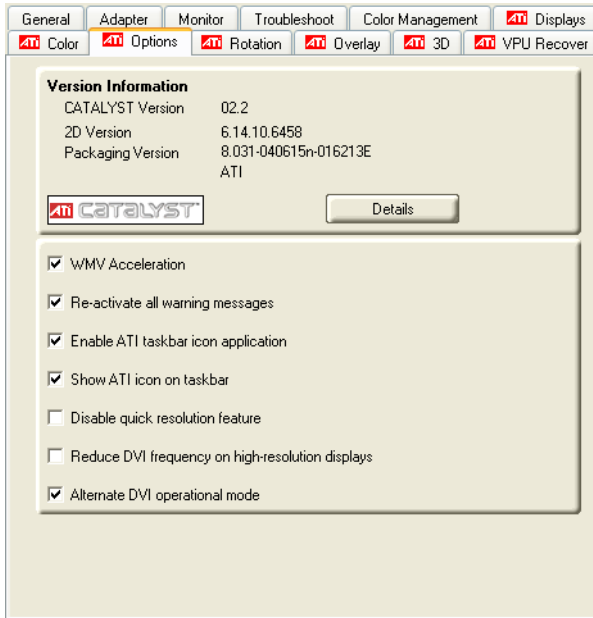 General Adapter Monitor Troubleshoot Color Management ATI Displays
ATI Color ATI Options ATI Rotation ATI Overlay ATI 3D ATI VPU Recover
Version Information
CATALYST Version 02.2
2D Version 6.14.10.6458
Packaging Version 8.031-040615n-016213E
ATI
ATI CATALYST Details
WMV Acceleration
Re-activate all warning messages
Enable ATI taskbar icon application
Show ATI icon on taskbar
Disable quick resolution feature
Reduce DVI frequency on high-resolution displays
Alternate DVI operational mode